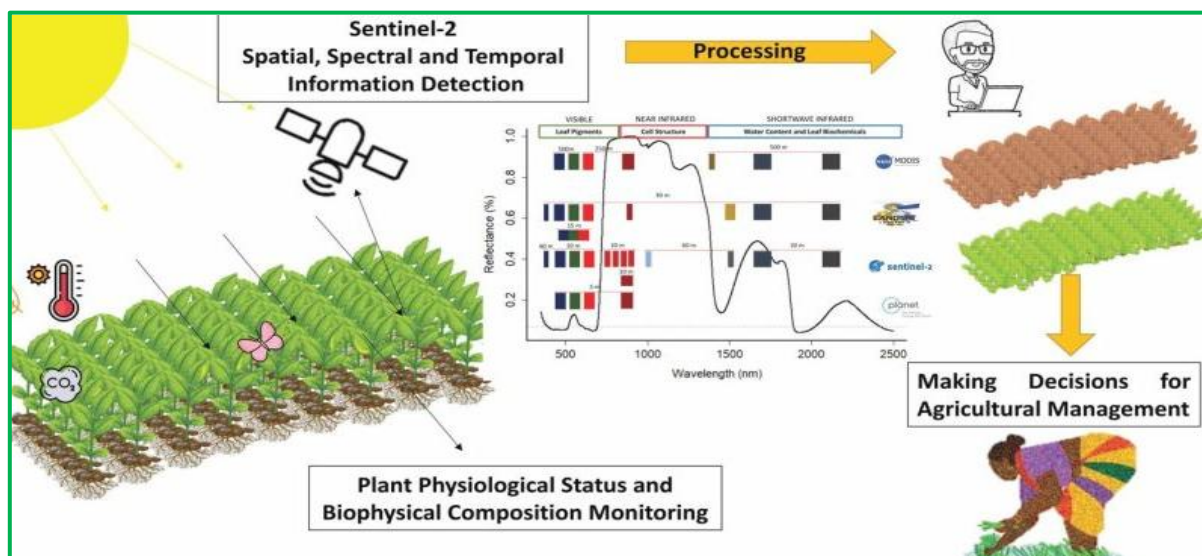 Sentinel-2
Spatial, Spectral and Temporal
Information Detection
Processing
VISIBLE
NEAR INFRARED
SHORTWAVE INFRARED
Leaf Pigments
Cell Structure
Water Content and Leaf Biochemicals
Reflectance (%)
1.0
0.8
0.6
0.4
0.2
500m
250 m
500 m
MODIS
30 m
15 m
sentinel-2
planet
500
1000
1500
2000
2500
Wavelength (nm)
CO2
Plant Physiological Status and
Biophysical Composition Monitoring
Making Decisions for
Agricultural Management